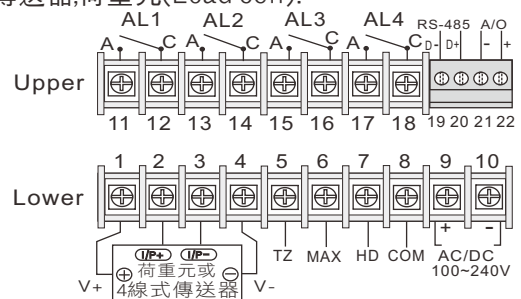 傳送器,荷重元(Load cell).
AL1 AL2 AL3 AL4 RS-485 A/O
A C A C A C A C D- D+ - +
Upper
11 12 13 14 15 16 17 18 19 20 21 22
1 2 3 4 5 6 7 8 9 10
Lower
+ -
I/P+ I/P- TZ MAX HD COM AC/DC
100~240V
V+ ⊕ 荷重元或 ⊖ V-
4線式傳送器